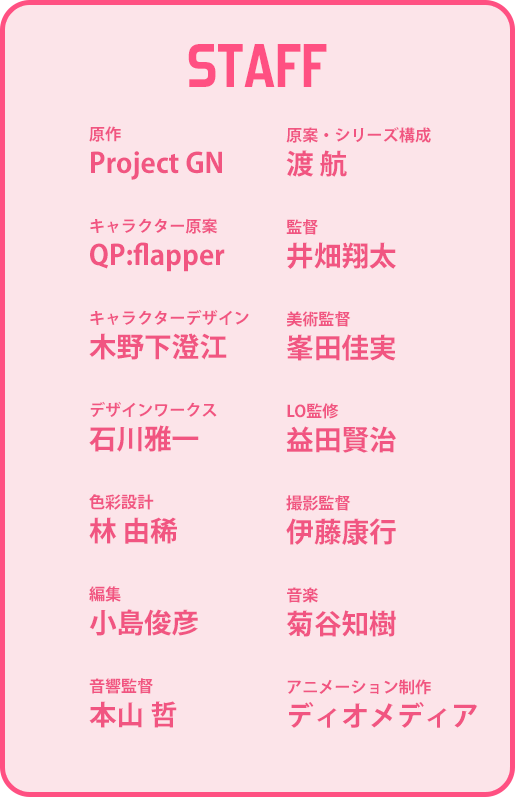 STAFF
原作
Project GN
原案・シリーズ構成
渡 航
キャラクター原案
QP:flapper
監督
井畑翔太
キャラクターデザイン
木野下澄江
美術監督
峯田佳実
デザインワークス
石川雅一
LO監修
益田賢治
色彩設計
林 由稀
撮影監督
伊藤康行
編集
小島俊彦
音楽
菊谷知樹
音響監督
本山 哲
アニメーション制作
ディオメディア